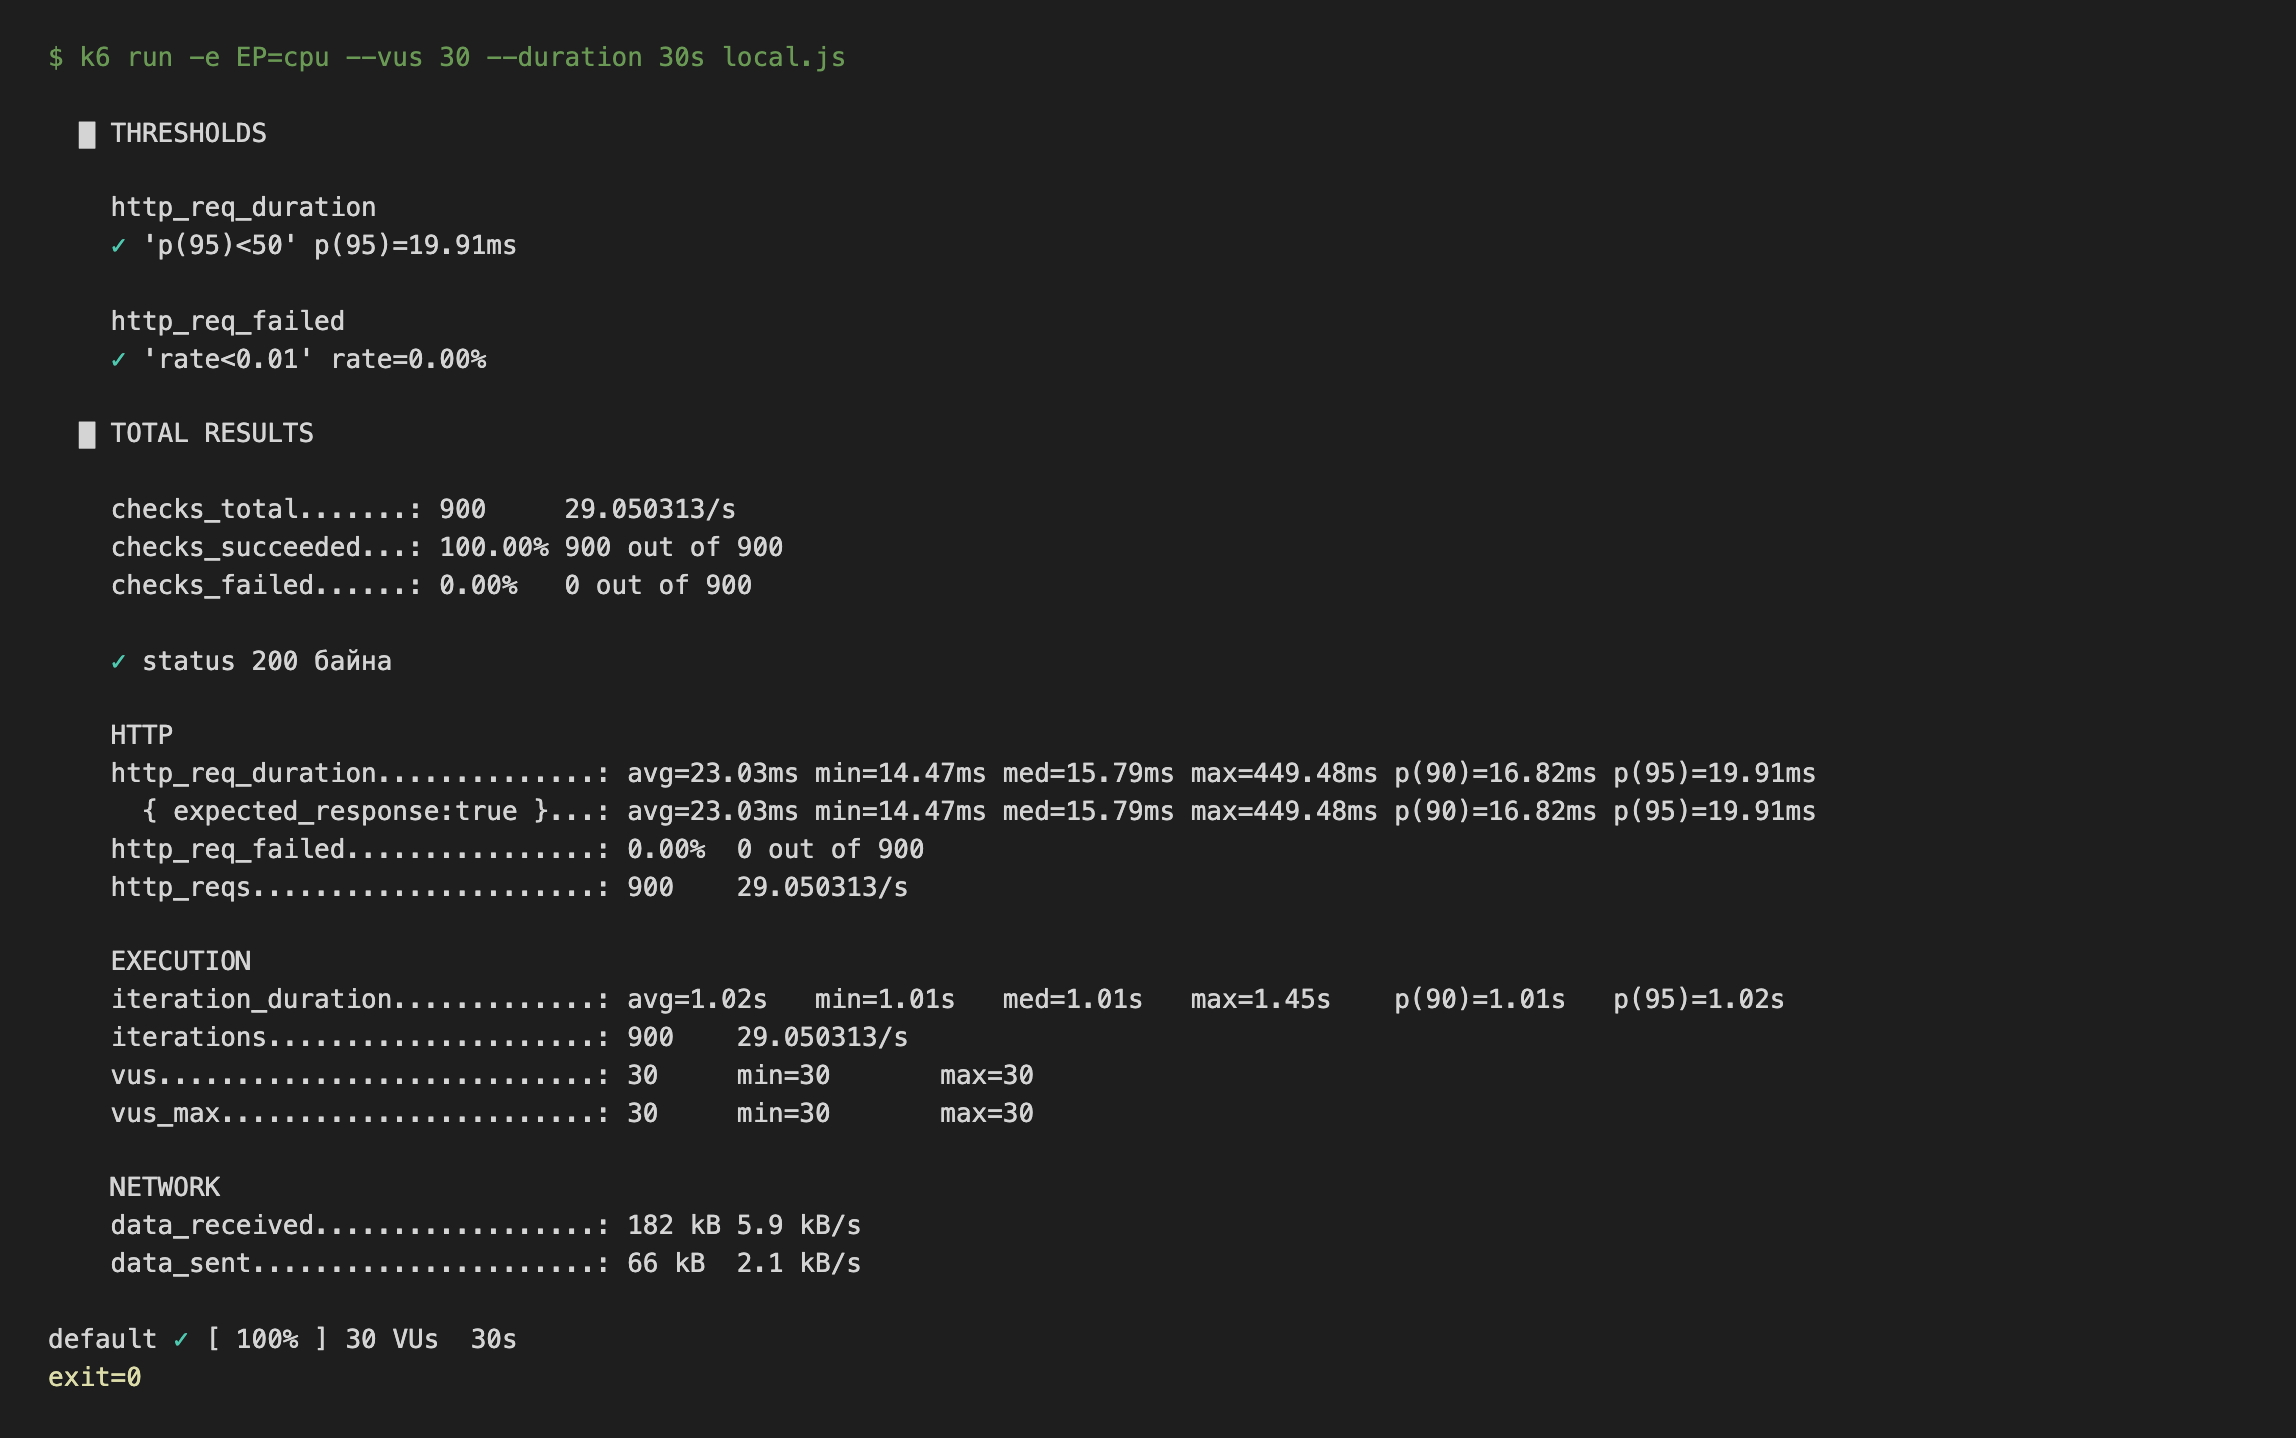 $ k6 run -e EP=cpu --vus 30 --duration 30s local.js
█ THRESHOLDS
http_req_duration
✓ 'p(95)<50' p(95)=19.91ms
http_req_failed
✓ 'rate<0.01' rate=0.00%
█ TOTAL RESULTS
checks_total.......: 900     29.050313/s
checks_succeeded...: 100.00% 900 out of 900
checks_failed......: 0.00%   0 out of 900
✓ status 200 байна
HTTP
http_req_duration..............: avg=23.03ms min=14.47ms med=15.79ms max=449.48ms p(90)=16.82ms p(95)=19.91ms
{ expected_response:true }...: avg=23.03ms min=14.47ms med=15.79ms max=449.48ms p(90)=16.82ms p(95)=19.91ms
http_req_failed................: 0.00%  0 out of 900
http_reqs......................: 900    29.050313/s
EXECUTION
iteration_duration.............: avg=1.02s   min=1.01s   med=1.01s   max=1.45s    p(90)=1.01s   p(95)=1.02s
iterations.....................: 900    29.050313/s
vus............................: 30     min=30       max=30
vus_max........................: 30     min=30       max=30
NETWORK
data_received..................: 182 kB 5.9 kB/s
data_sent......................: 66 kB  2.1 kB/s
default ✓ [ 100% ] 30 VUs  30s
exit=0